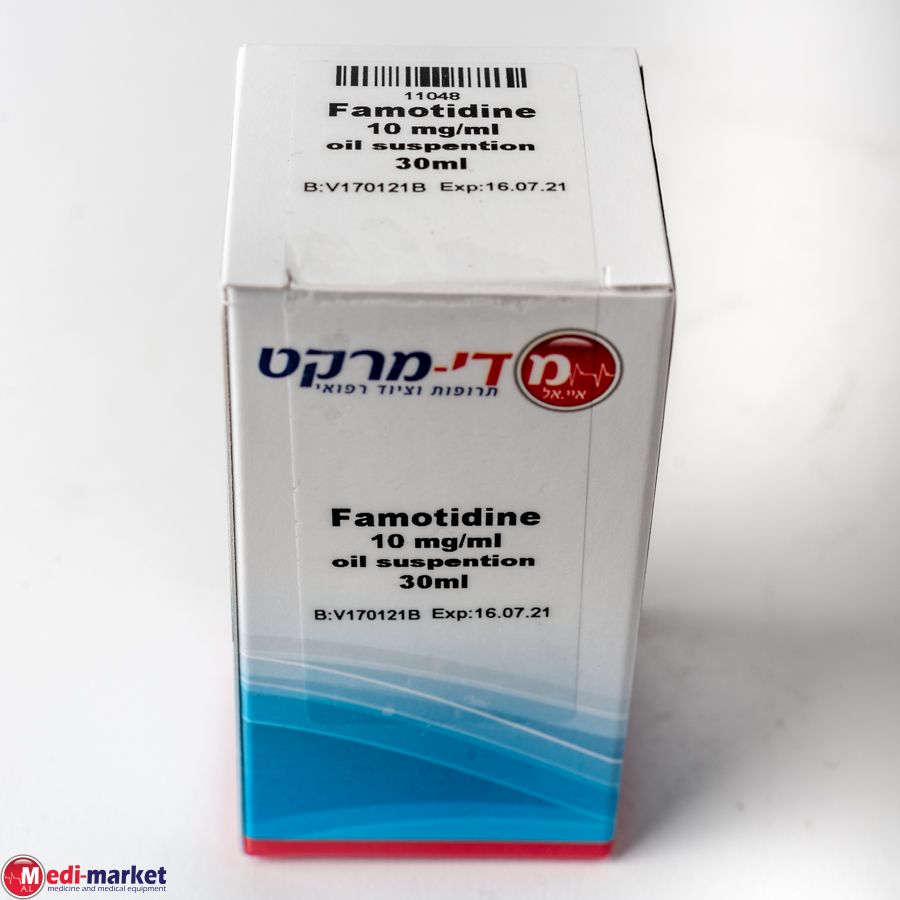 11048
Famotidine
10 mg/ml
oil suspention
30ml
B:V170121B Exp:16.07.21
מדי-מרקט
תרופות וציוד רפואי
איי.אל
Famotidine
10 mg/ml
oil suspention
30ml
B:V170121B Exp:16.07.21
Medi-market
A.L
medicine and medical equipment